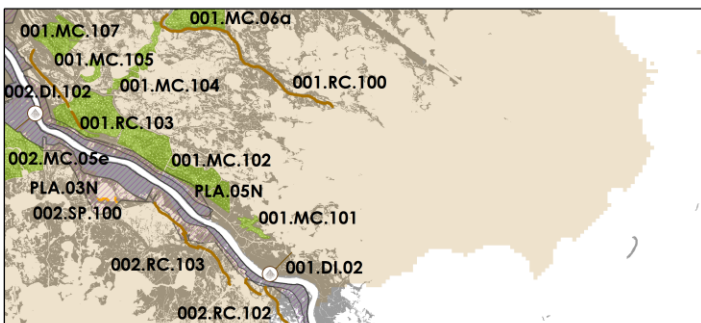 001.MC.06a
001.MC.107
001.MC.105
001.RC.100
001.MC.104
002.DI.102
001.RC.103
002.MC.05e
001.MC.102
PLA.03N
PLA.05N
002.SP.100
001.MC.101
002.RC.103
001.DI.02
002.RC.102